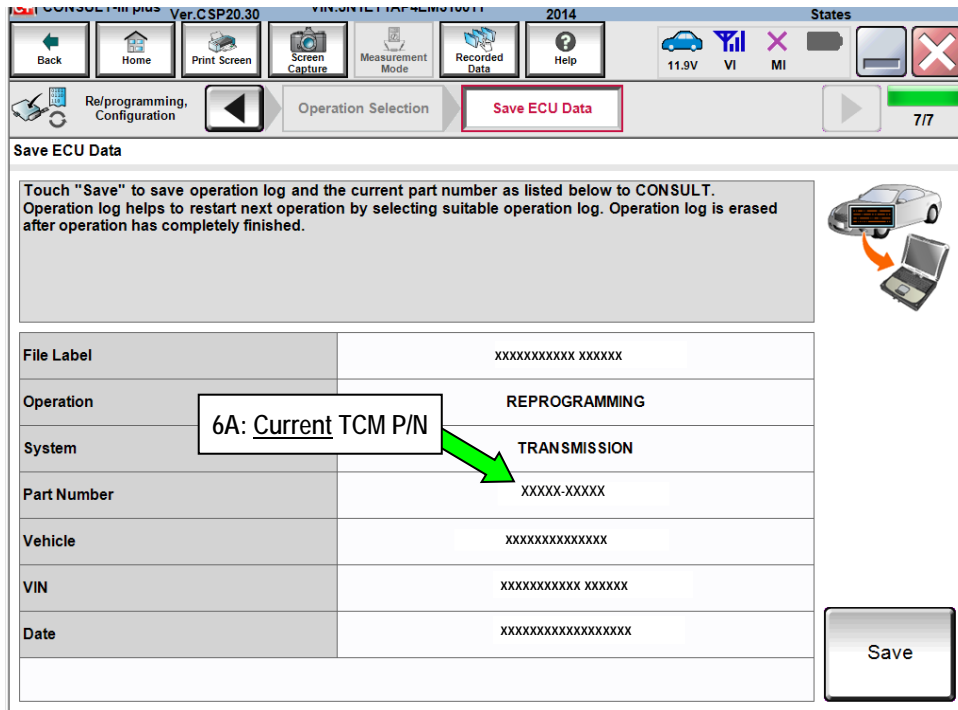 CONSULT-III plus Ver.CSP20.30 2014 States
Back Home Print Screen Screen Capture Measurement Mode Recorded Data Help 11.9V VI MI
Re/programming, Configuration Operation Selection Save ECU Data 7/7
Save ECU Data
Touch "Save" to save operation log and the current part number as listed below to CONSULT.
Operation log helps to restart next operation by selecting suitable operation log. Operation log is erased
after operation has completely finished.
File Label xxxxxxxxxxx xxxxxx
Operation REPROGRAMMING
6A: Current TCM P/N
System TRANSMISSION
Part Number XXXXX-XXXXX
Vehicle xxxxxxxxxxxxxx
VIN xxxxxxxxxxx xxxxxx
Date xxxxxxxxxxxxxxxxxx
Save